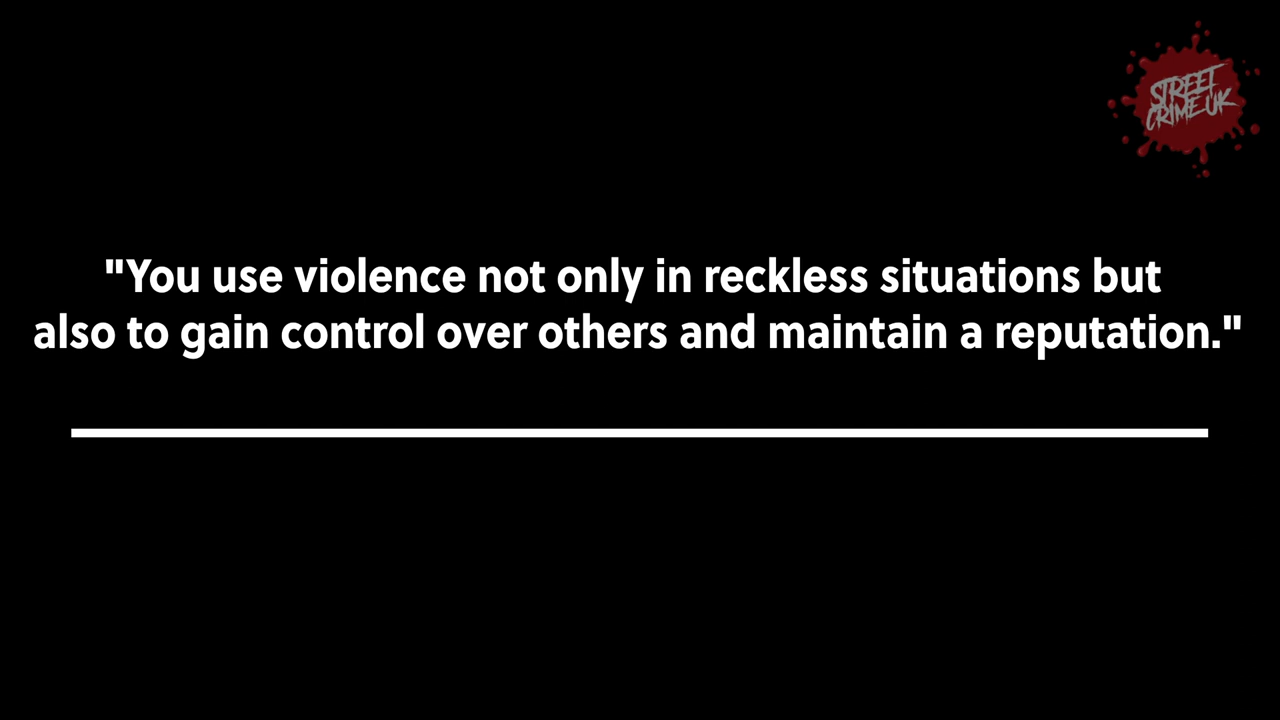 STREET
CRIME.UK
"You use violence not only in reckless situations but
also to gain control over others and maintain a reputation."